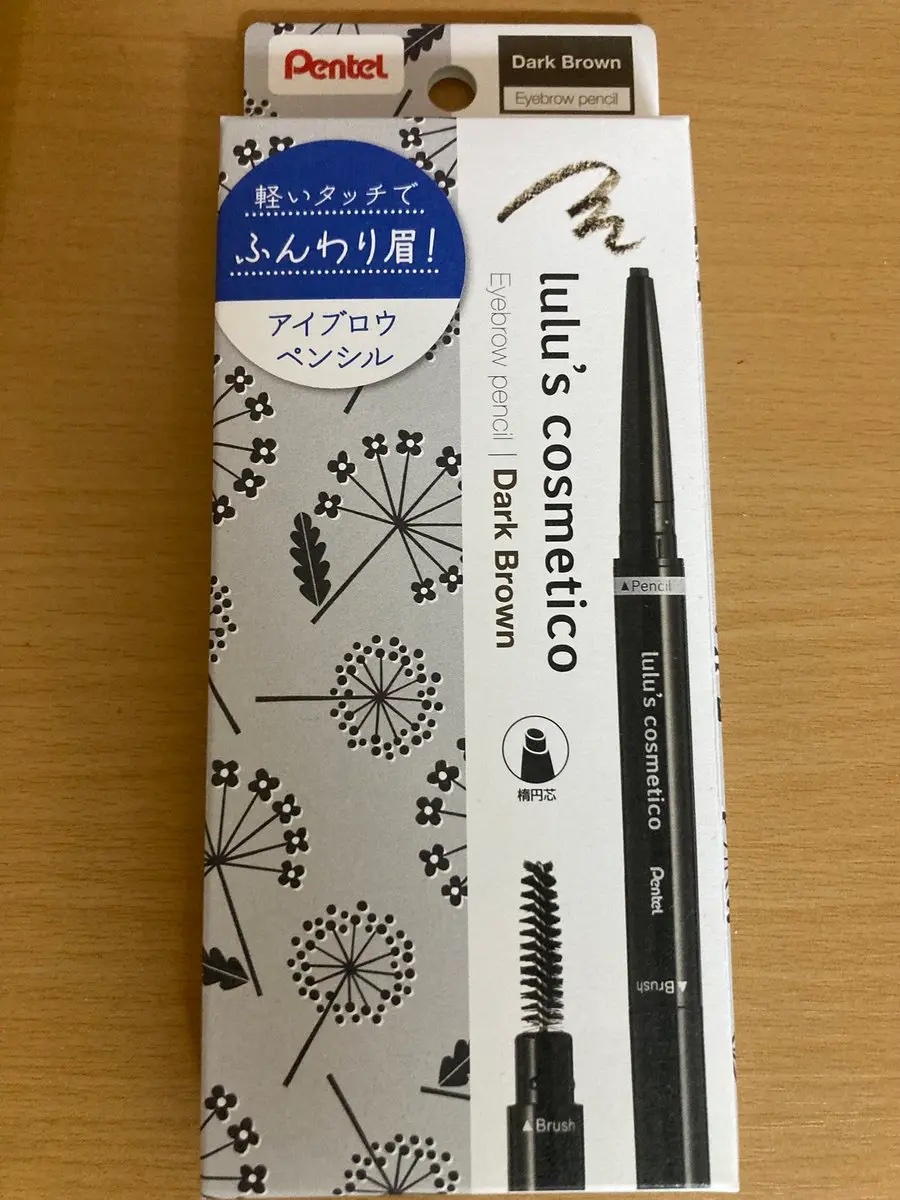 Pentel
Dark Brown
Eyebrow pencil
軽いタッチで
ふんわり眉!
アイブロウ
ペンシル
lulu's cosmetico
Eyebrow pencil | Dark Brown
楕円芯
▲Pencil
lulu's cosmetico
Pentel
▲Brush
▲Brush